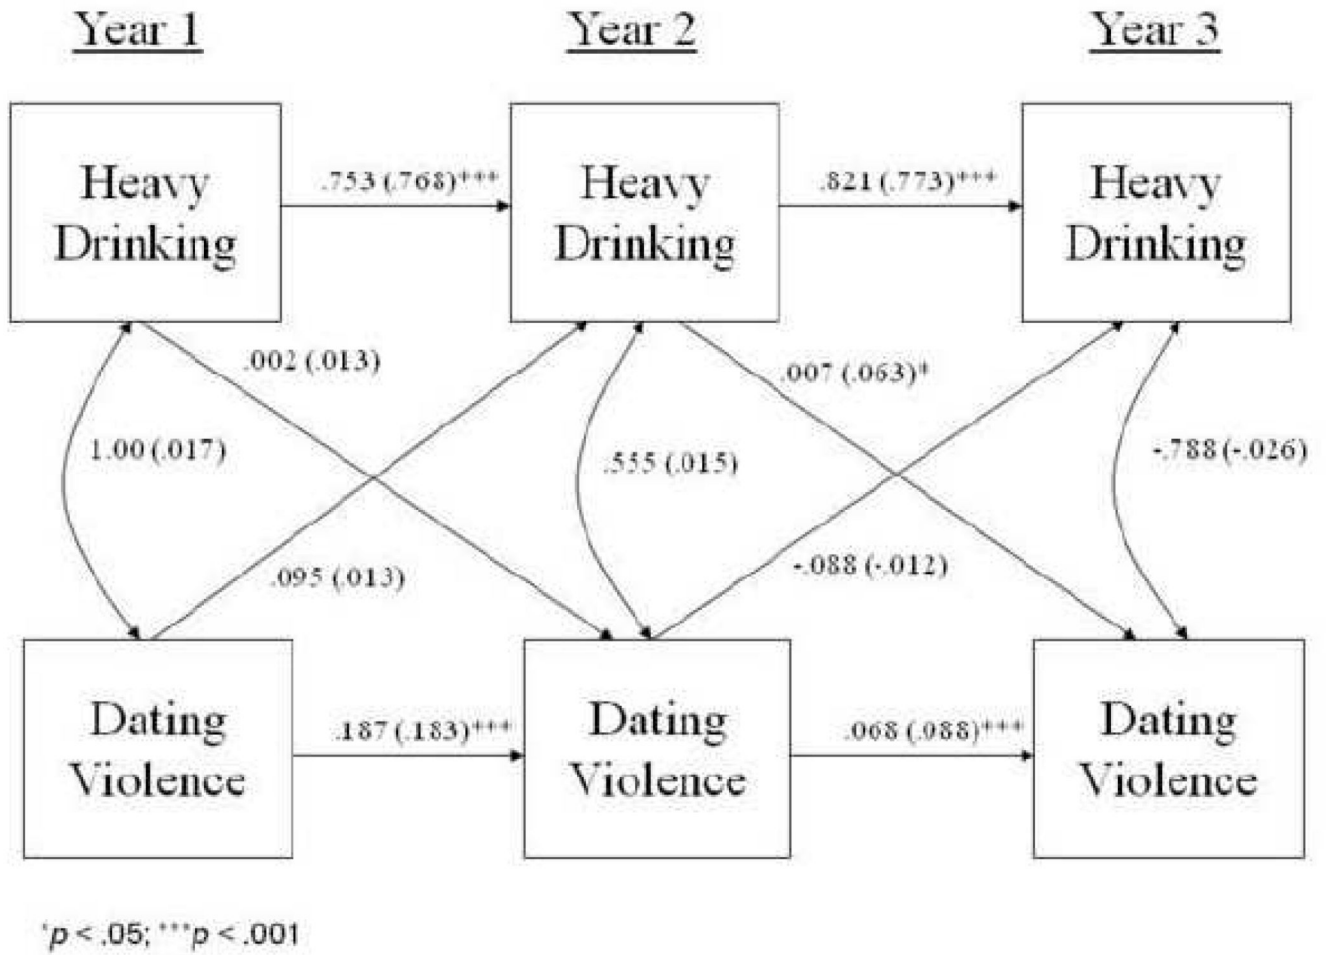 Year 1 Year 2 Year 3
Heavy
Drinking
.753 (.768)***
Heavy
Drinking
.821 (.773)***
Heavy
Drinking
.002 (.013)
.007 (.063)*
1.00 (.017)
.555 (.015)
-.788 (-.026)
.095 (.013)
-.088 (-.012)
Dating
Violence
.187 (.183)***
Dating
Violence
.068 (.088)***
Dating
Violence
*p < .05; ***p < .001